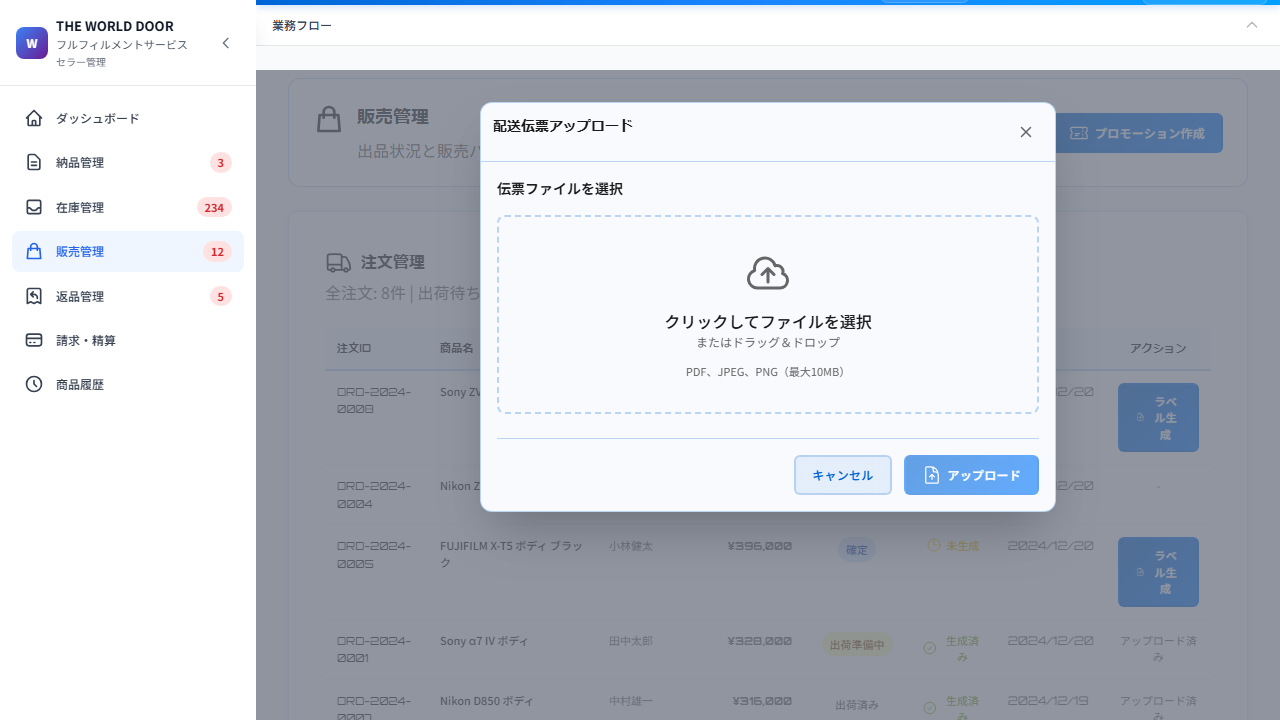 THE WORLD DOOR
フルフィルメントサービス
セラー管理
W
ダッシュボード
納品管理
3
在庫管理
234
販売管理
12
返品管理
5
請求・精算
商品履歴
業務フロー
販売管理
出品状況と販売パ
プロモーション作成
注文管理
全注文: 8件 | 出荷待ち
配送伝票アップロード
伝票ファイルを選択
クリックしてファイルを選択
またはドラッグ＆ドロップ
PDF、JPEG、PNG（最大10MB）
キャンセル
アップロード
注文ID
商品名
アクション
ORD-2024-
0008
Sony ZV
12/20
ラベ
ル生
成
ORD-2024-
0004
Nikon Z
12/20
-
ORD-2024-
0005
FUJIFILM X-T5 ボディ ブラッ
ク
小林健太
¥395,000
確定
未生成
2024/12/20
ラベ
ル生
成
ORD-2024-
0001
Sony α7 IV ボディ
田中太郎
¥328,000
出荷準備中
生成済
み
2024/12/20
アップロード済
み
Nikon D850 ボディ
中村雄一
¥315,000
出荷済み
生成済
み
2024/12/19
アップロード済
み
ORD-2024-